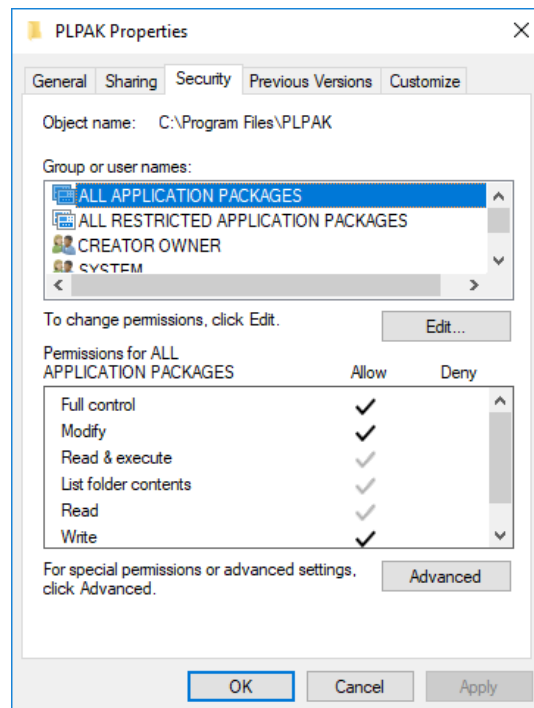 PLPAK Properties
General Sharing Security Previous Versions Customize
Object name: C:\Program Files\PLPAK
Group or user names:
ALL APPLICATION PACKAGES
ALL RESTRICTED APPLICATION PACKAGES
CREATOR OWNER
SYSTEM
To change permissions, click Edit.
Edit...
Permissions for ALL
APPLICATION PACKAGES Allow Deny
Full control
Modify
Read & execute
List folder contents
Read
Write
For special permissions or advanced settings,
click Advanced.
Advanced
OK Cancel Apply